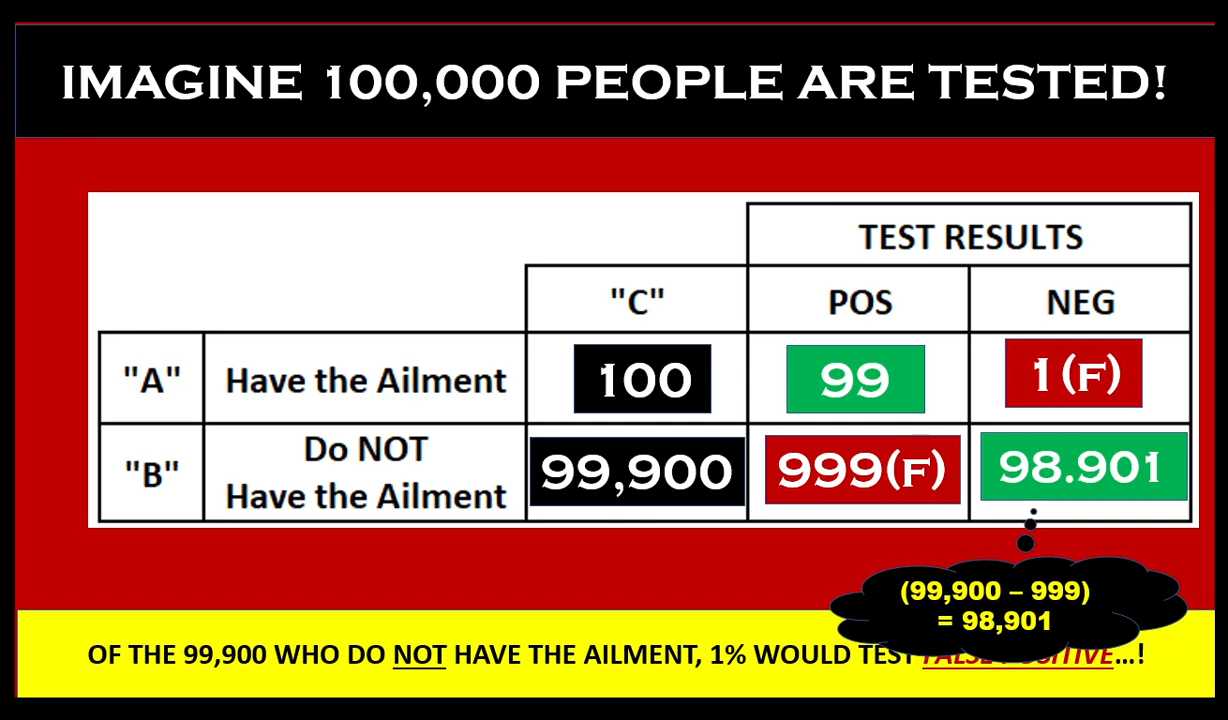 IMAGINE 100,000 PEOPLE ARE TESTED!
TEST RESULTS
"C" POS NEG
"A" Have the Ailment 100 99 1(F)
Do NOT
"B" 99,900 999(F) 98.901
Have the Ailment
(99,900 – 999)
= 98,901
OF THE 99,900 WHO DO NOT HAVE THE AILMENT, 1% WOULD TEST FALSE POSITIVE...!